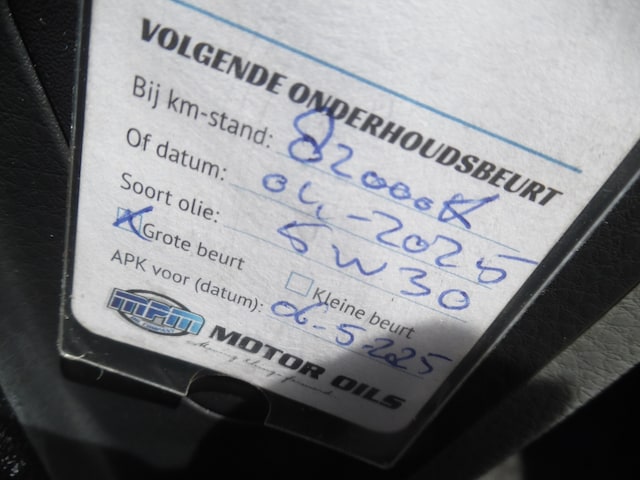 VOLGENDE ONDERHOUDSBEURT
Bij km-stand: 82000K
Of datum: 04-2025
Soort olie: 5W30
X Grote beurt Kleine beurt
APK voor (datum): 06-5-2025
MPM MOTOR OILS